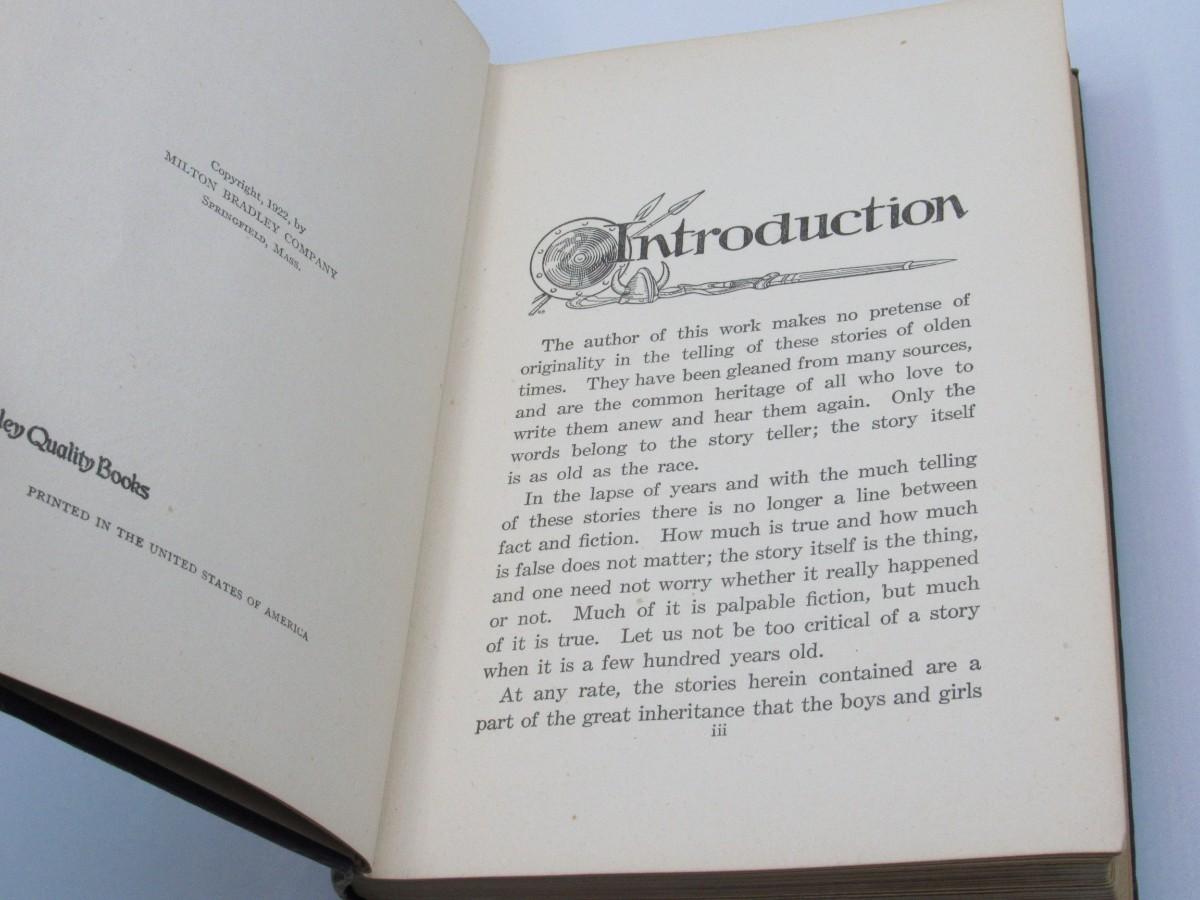 Copyright, 1922, by
MILTON BRADLEY COMPANY
SPRINGFIELD, MASS.
Quality Books
PRINTED IN THE UNITED STATES OF AMERICA
Introduction
The author of this work makes no pretense of
originality in the telling of these stories of olden
times. They have been gleaned from many sources,
and are the common heritage of all who love to
write them anew and hear them again. Only the
words belong to the story teller; the story itself
is as old as the race.
In the lapse of years and with the much telling
of these stories there is no longer a line between
fact and fiction. How much is true and how much
is false does not matter; the story itself is the thing,
and one need not worry whether it really happened
or not. Much of it is palpable fiction, but much
of it is true. Let us not be too critical of a story
when it is a few hundred years old.
At any rate, the stories herein contained are a
part of the great inheritance that the boys and girls
iii